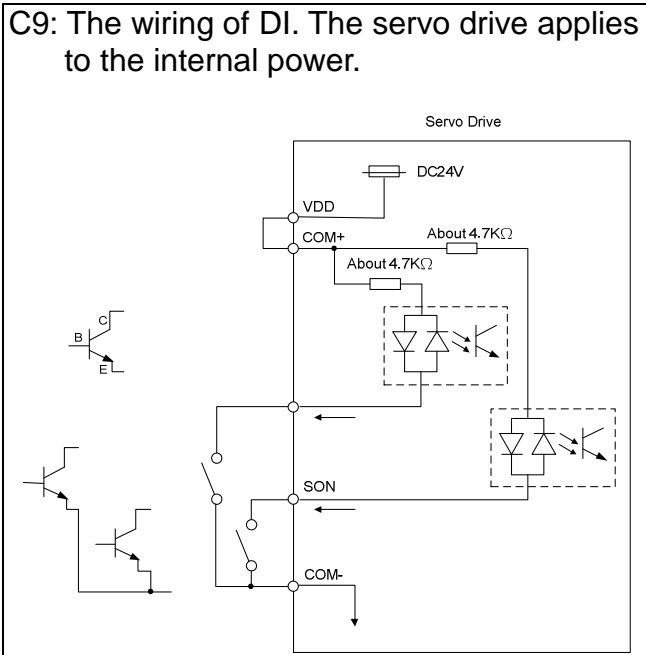 C9: The wiring of DI. The servo drive applies
to the internal power.
Servo Drive
DC24V
VDD
COM+
About 4.7KΩ
About 4.7KΩ
C
B
E
SON
COM-